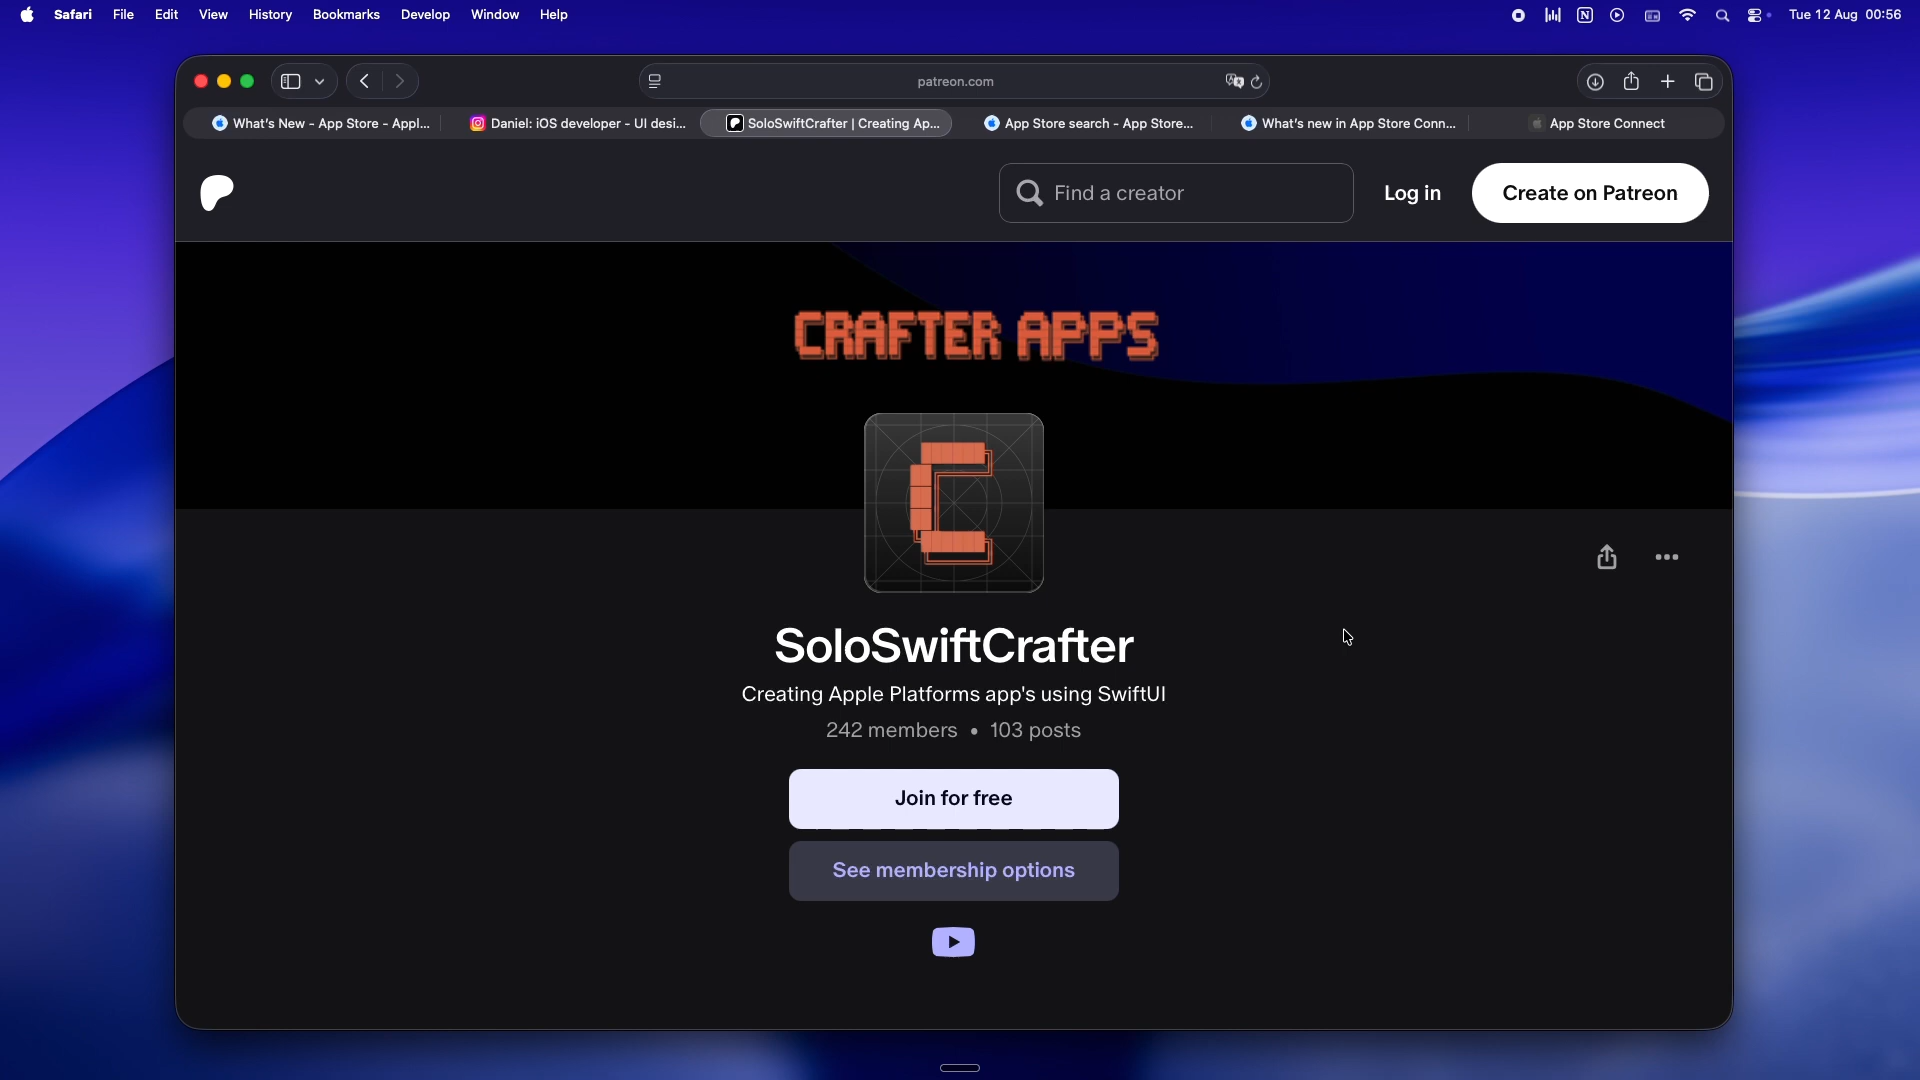 Safari File Edit View History Bookmarks Develop Window Help
Tue 12 Aug 00:56
patreon.com
What's New - App Store - Appl...
Daniel: iOS developer - UI desi...
SoloSwiftCrafter | Creating Ap...
App Store search - App Store...
What's new in App Store Conn...
App Store Connect
Find a creator
Log in
Create on Patreon
CRAFTER APPS
C
SoloSwiftCrafter
Creating Apple Platforms app's using SwiftUI
242 members • 103 posts
Join for free
See membership options